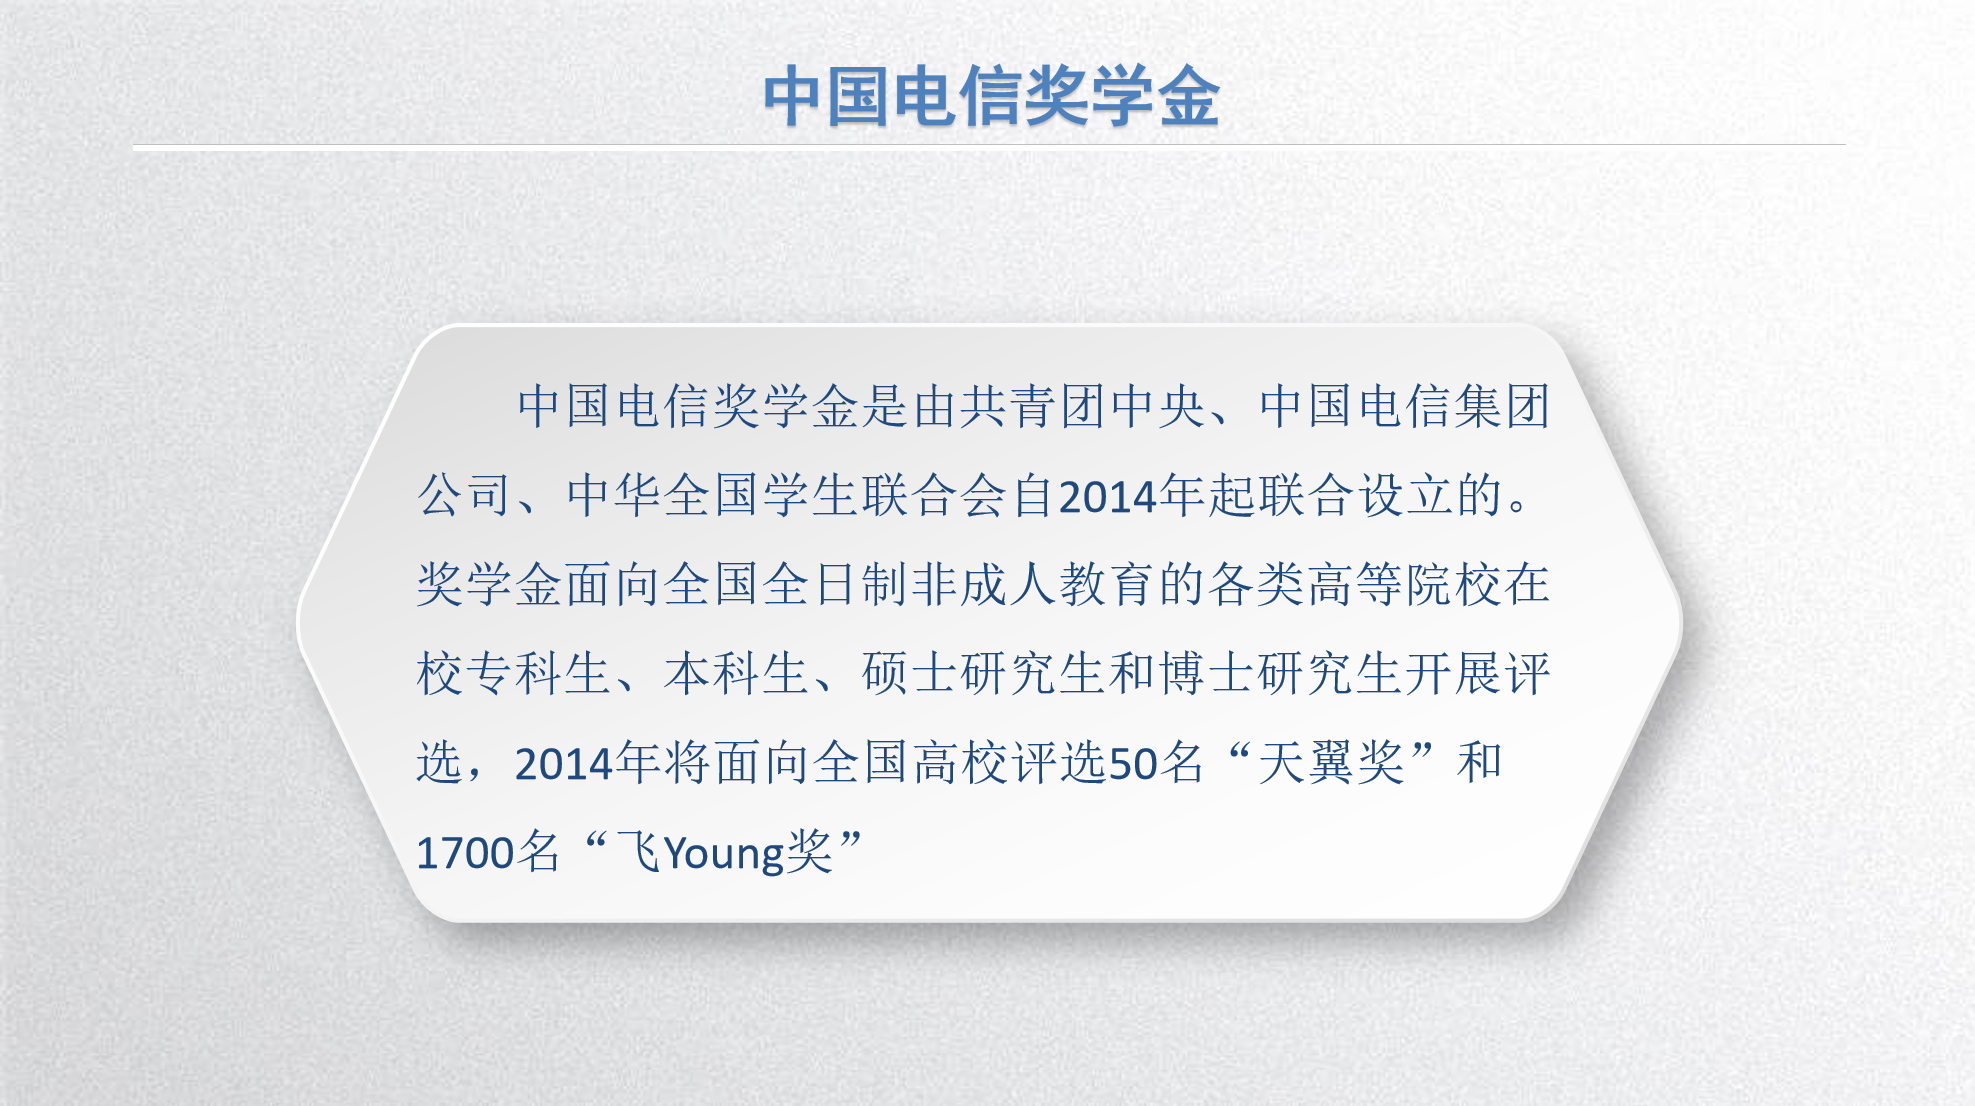 中国电信奖学金
中国电信奖学金是由共青团中央、中国电信集团
公司、中华全国学生联合会自2014年起联合设立的。
奖学金面向全国全日制非成人教育的各类高等院校在
校专科生、本科生、硕士研究生和博士研究生开展评
选，2014年将面向全国高校评选50名“天翼奖”和
1700名“飞Young奖”